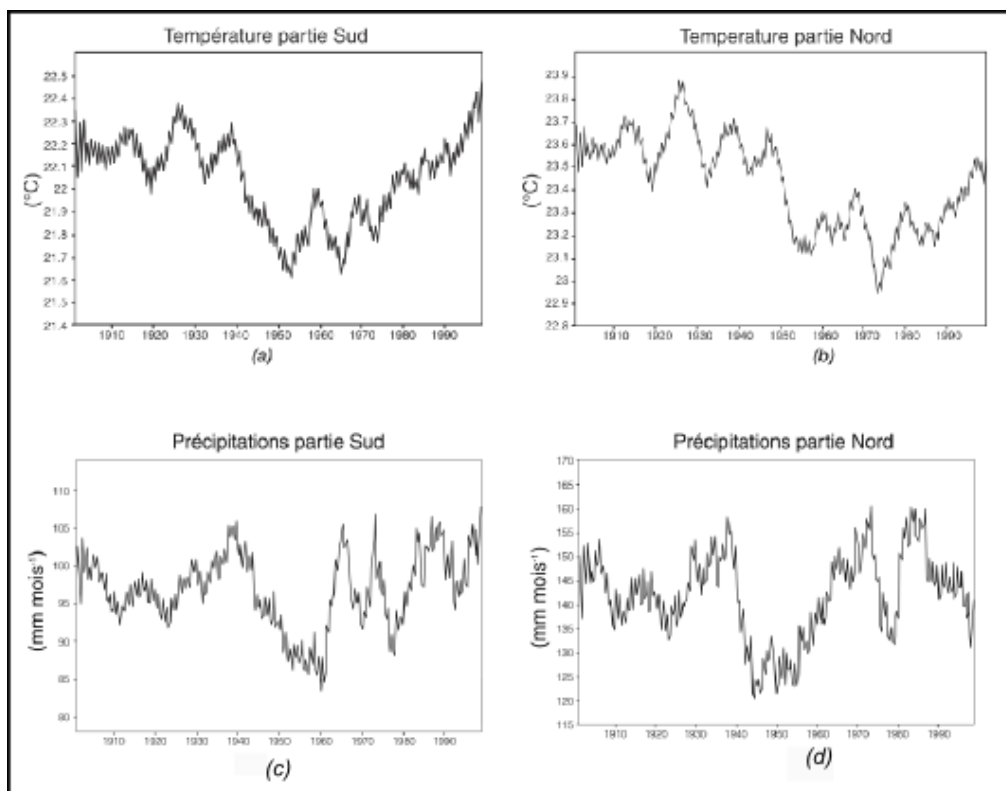 Température partie Sud
Temperature partie Nord
22.5
22.4
22.3
22.2
22.1
22
21.9
21.8
21.7
21.6
21.5
21.4
(°C)
1910 1920 1930 1940 1950 1960 1970 1980 1990
(a)
23.9
23.8
23.7
23.6
23.5
23.4
23.3
23.2
23.1
23
22.9
22.8
(°C)
1910 1920 1930 1940 1950 1960 1970 1980 1990
(b)
Précipitations partie Sud
Précipitations partie Nord
110
105
100
95
90
85
80
(mm mois⁻¹)
1910 1920 1930 1940 1950 1960 1970 1980 1990
(c)
170
165
160
155
150
145
140
135
130
125
120
115
(mm mois⁻¹)
1910 1920 1930 1940 1950 1960 1970 1980 1990
(d)